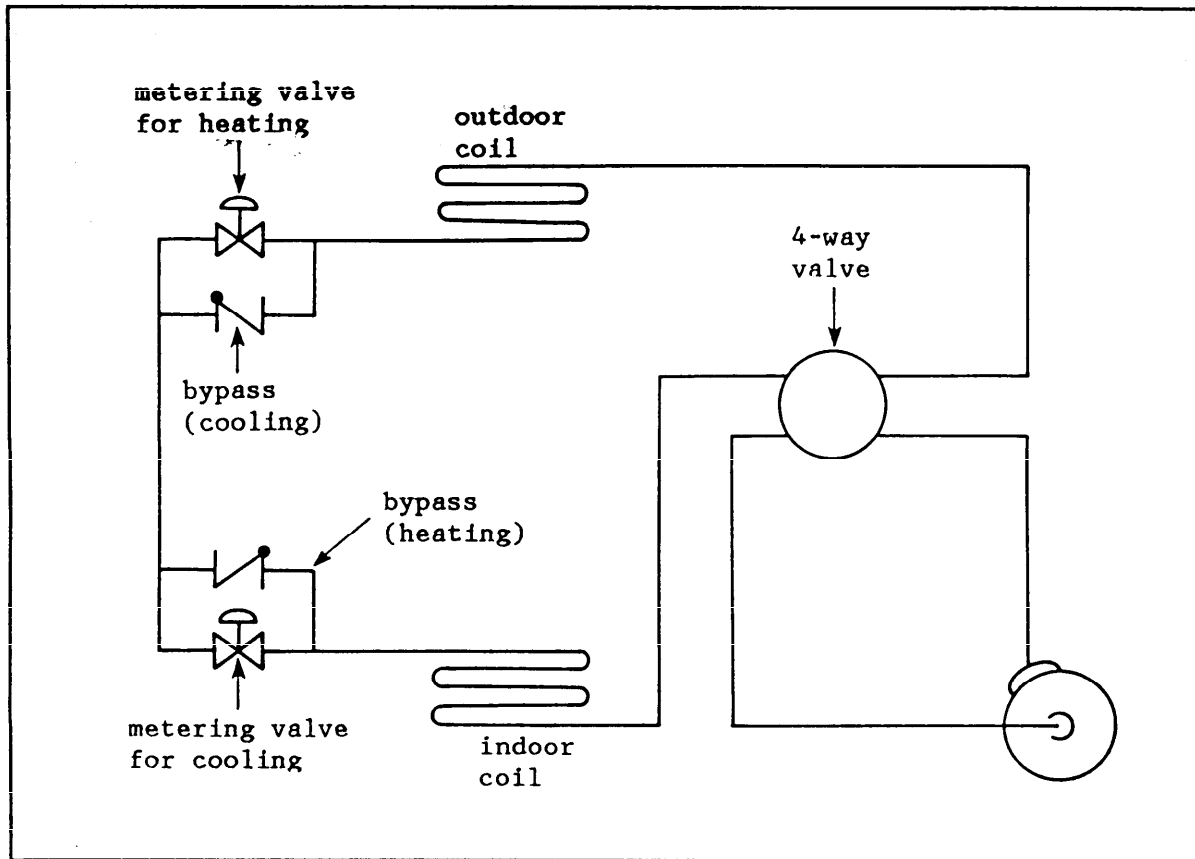 metering valve
for heating
outdoor
coil
4-way
valve
bypass
(cooling)
bypass
(heating)
metering valve
for cooling
indoor
coil